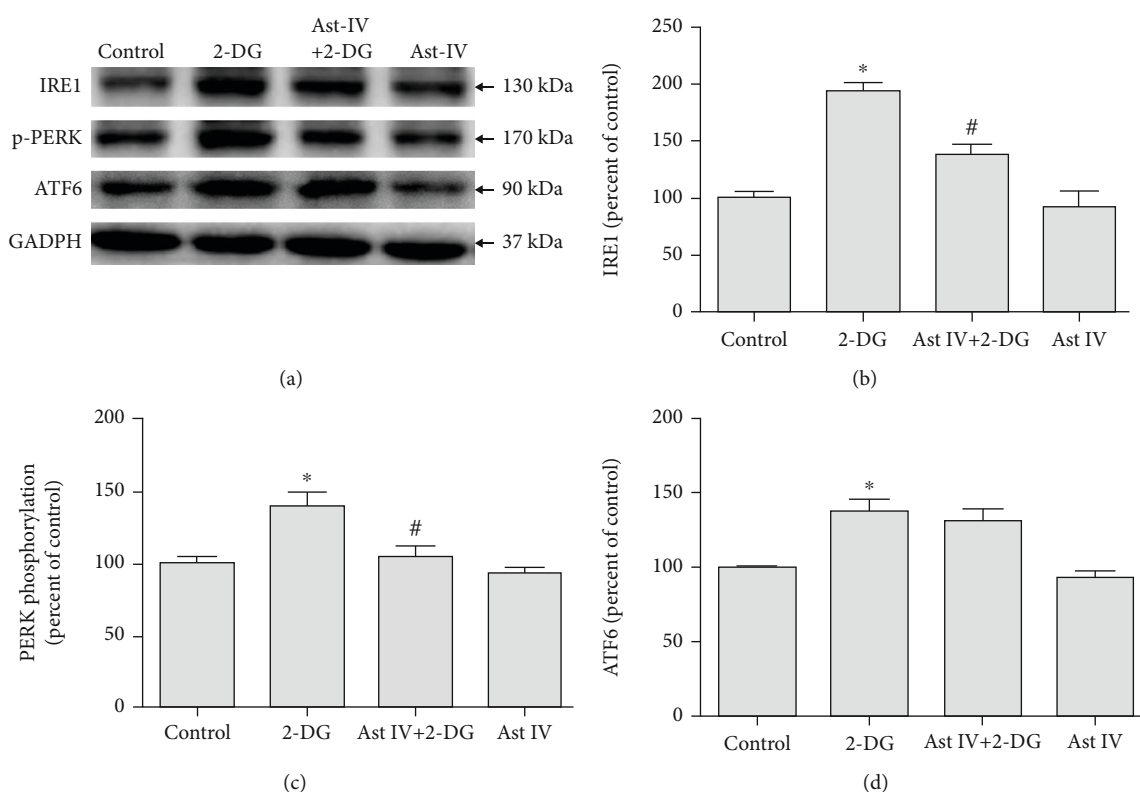 Control
2-DG
Ast-IV
+2-DG
Ast-IV
IRE1
← 130 kDa
p-PERK
← 170 kDa
ATF6
← 90 kDa
GADPH
← 37 kDa
(a)
IRE1 (percent of control)
250
200
150
100
50
0
*
#
Control
2-DG
Ast IV+2-DG
Ast IV
(b)
PERK phosphorylation
(percent of control)
200
150
100
50
0
*
#
Control
2-DG
Ast IV+2-DG
Ast IV
(c)
ATF6 (percent of control)
200
150
100
50
0
*
Control
2-DG
Ast IV+2-DG
Ast IV
(d)